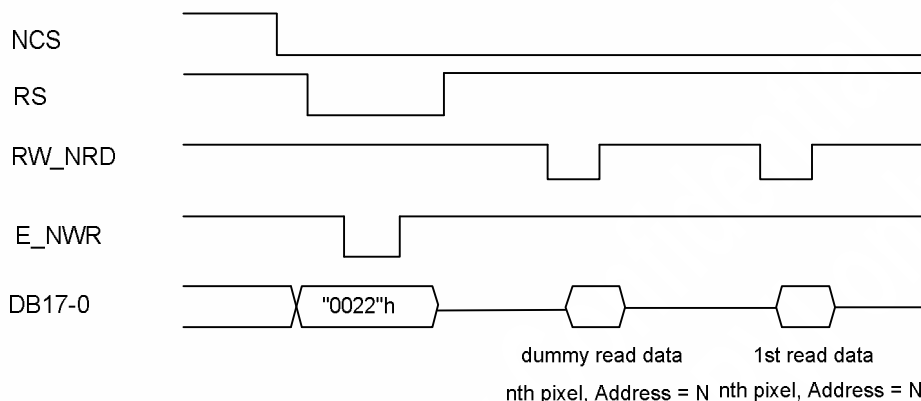 NCS
RS
RW_NRD
E_NWR
DB17-0 "0022"h
dummy read data 1st read data
nth pixel, Address = N nth pixel, Address = N